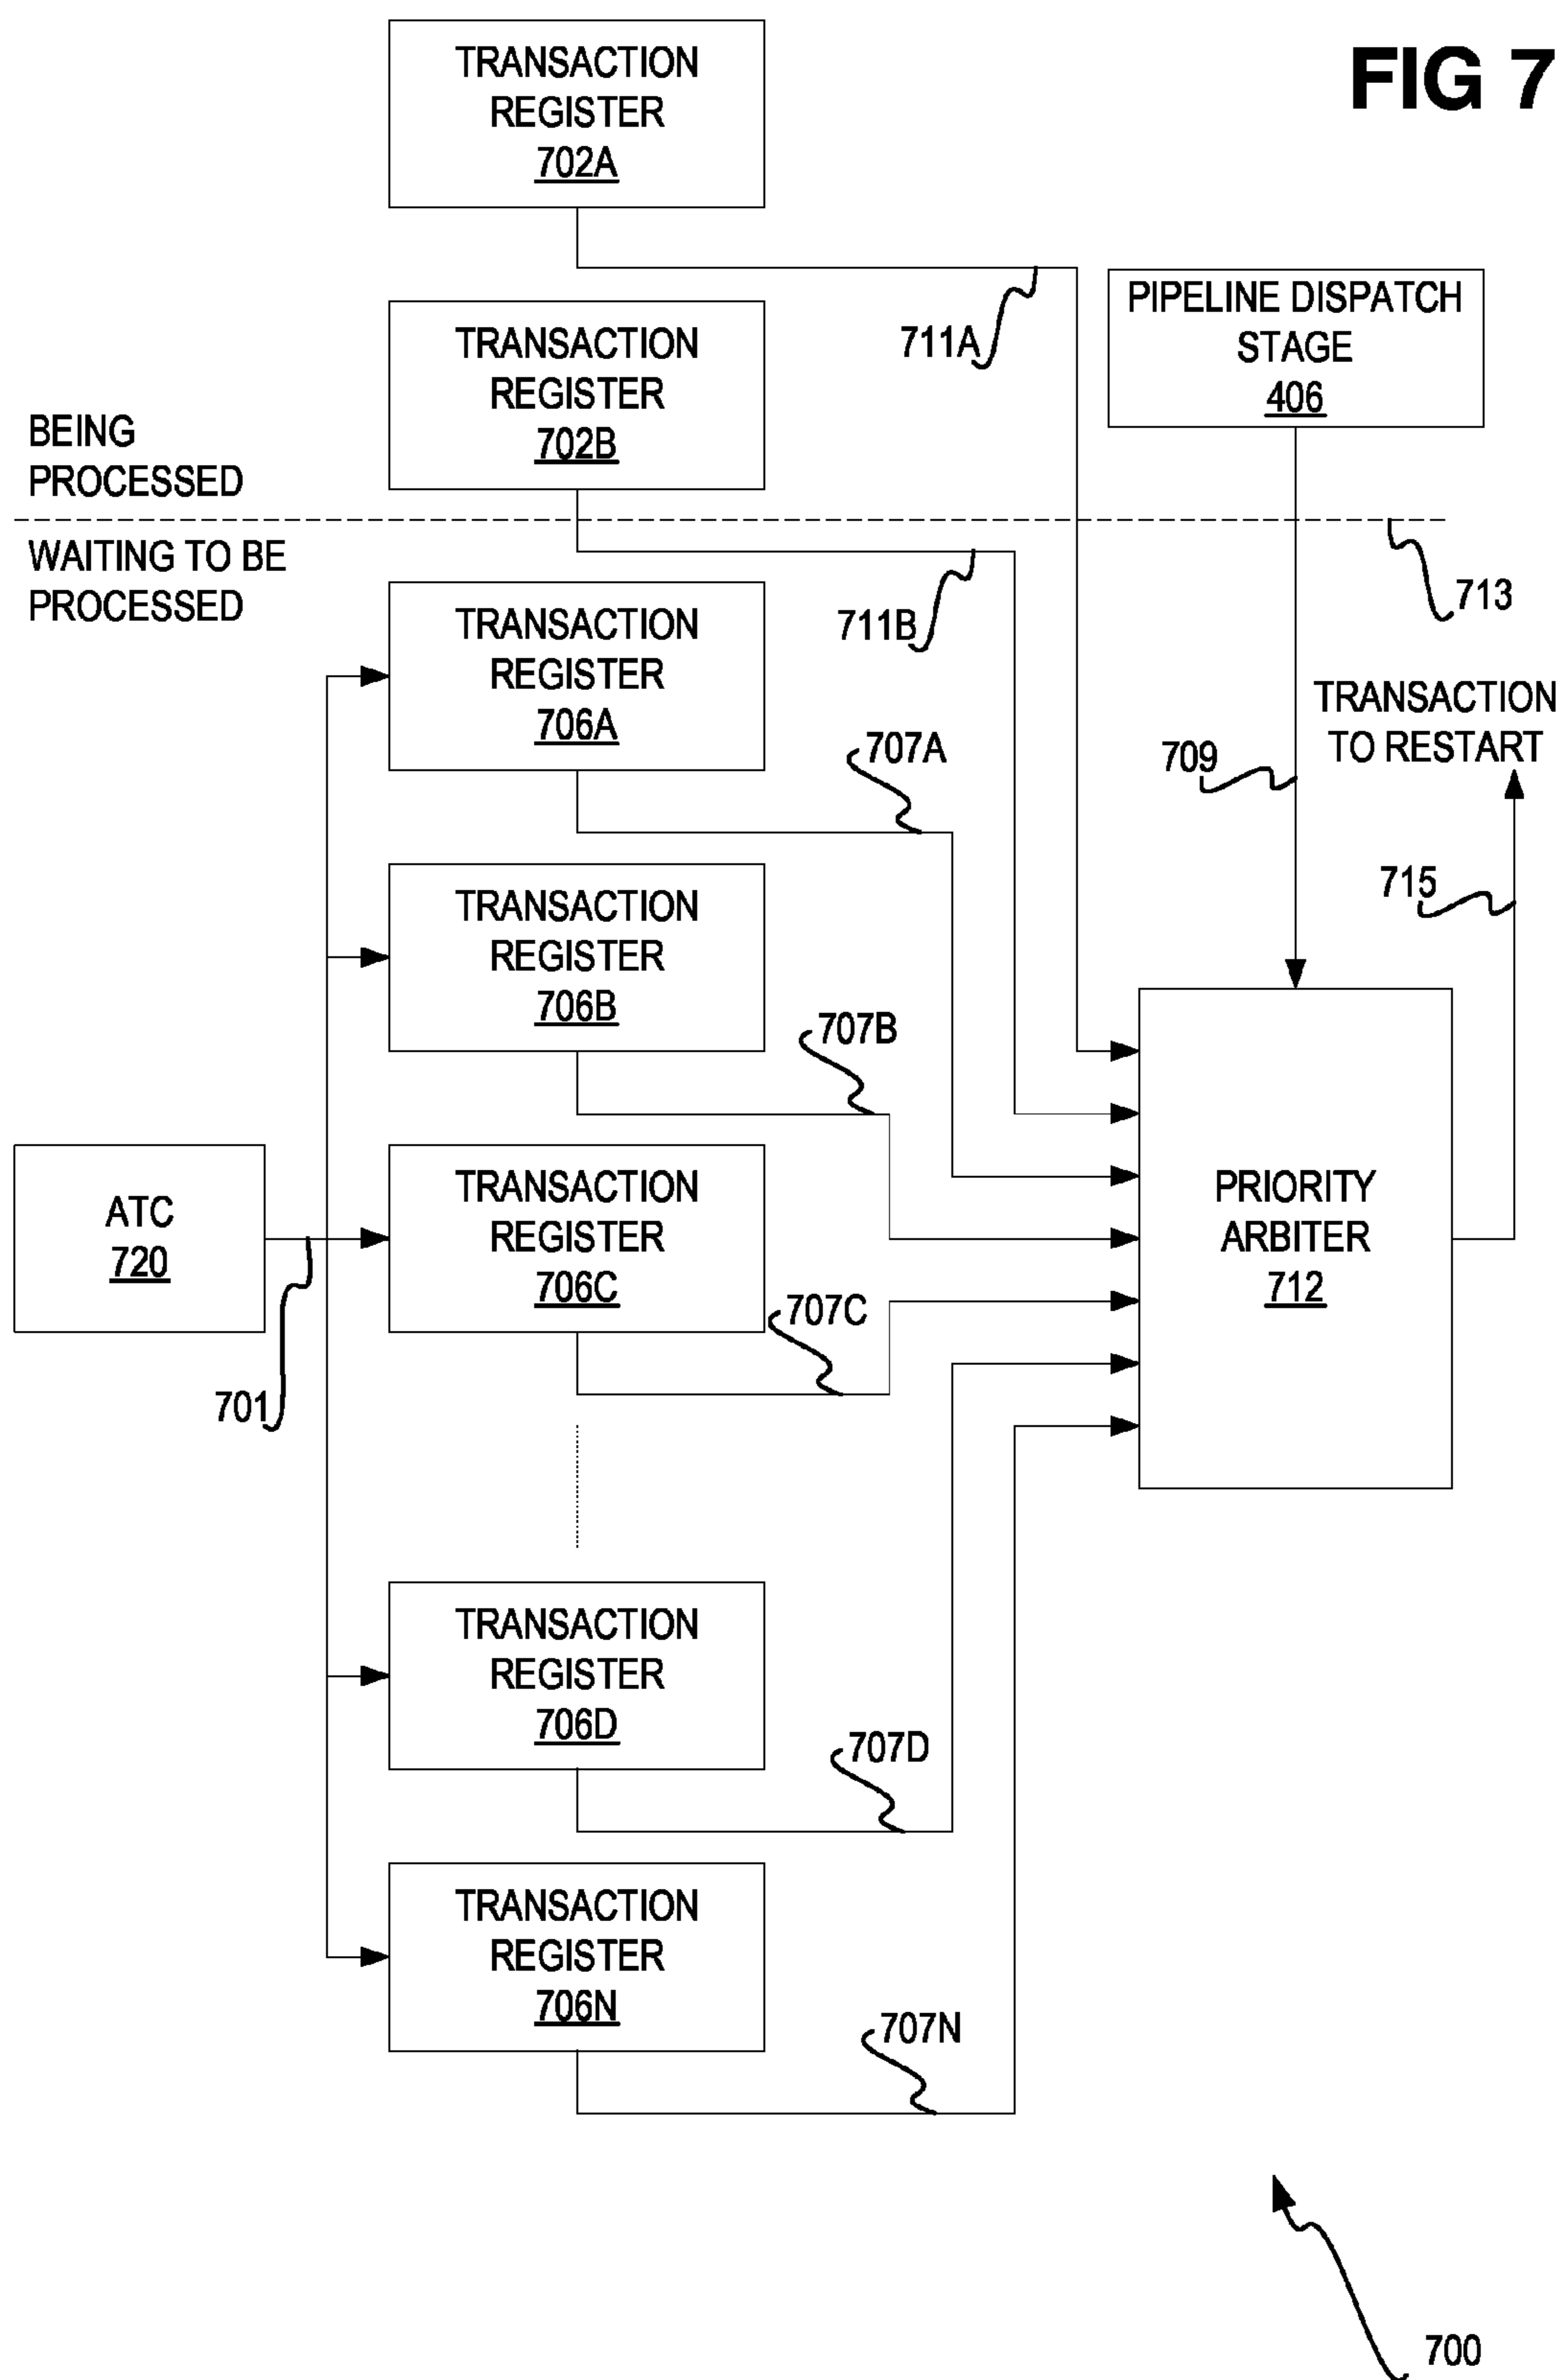 FIG 7
TRANSACTION
REGISTER
702A
711A
PIPELINE DISPATCH
STAGE
406
TRANSACTION
REGISTER
702B
BEING
PROCESSED
WAITING TO BE
PROCESSED
713
TRANSACTION
REGISTER
706A
711B
707A
709
TRANSACTION
TO RESTART
715
TRANSACTION
REGISTER
706B
707B
ATC
720
701
TRANSACTION
REGISTER
706C
707C
PRIORITY
ARBITER
712
TRANSACTION
REGISTER
706D
707D
TRANSACTION
REGISTER
706N
707N
700